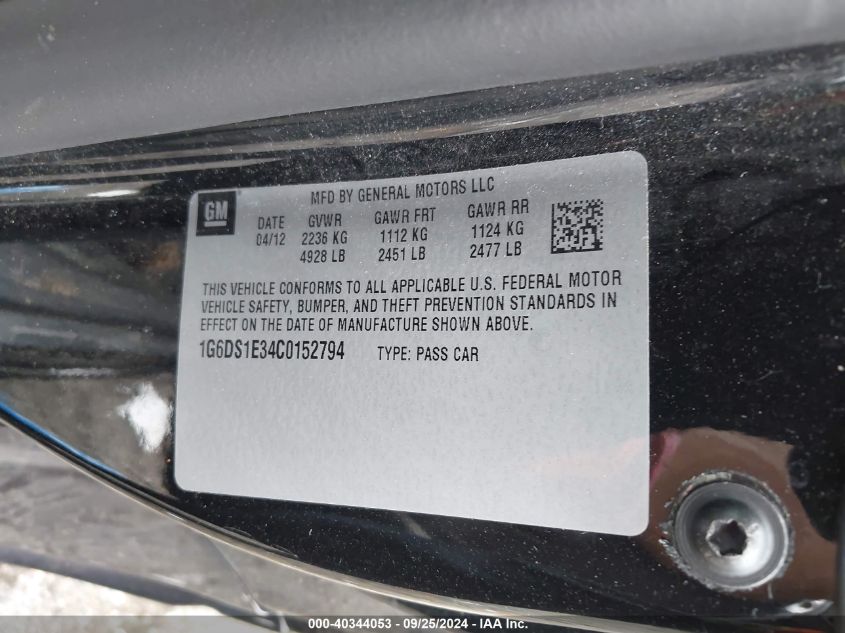 MFD BY GENERAL MOTORS LLC
GM
DATE GVWR GAWR FRT GAWR RR
04/12 2236 KG 1112 KG 1124 KG
4928 LB 2451 LB 2477 LB
THIS VEHICLE CONFORMS TO ALL APPLICABLE U.S. FEDERAL MOTOR
VEHICLE SAFETY, BUMPER, AND THEFT PREVENTION STANDARDS IN
EFFECT ON THE DATE OF MANUFACTURE SHOWN ABOVE.
1G6DS1E34C0152794 TYPE: PASS CAR
000-40344053 - 09/25/2024 - IAA Inc.